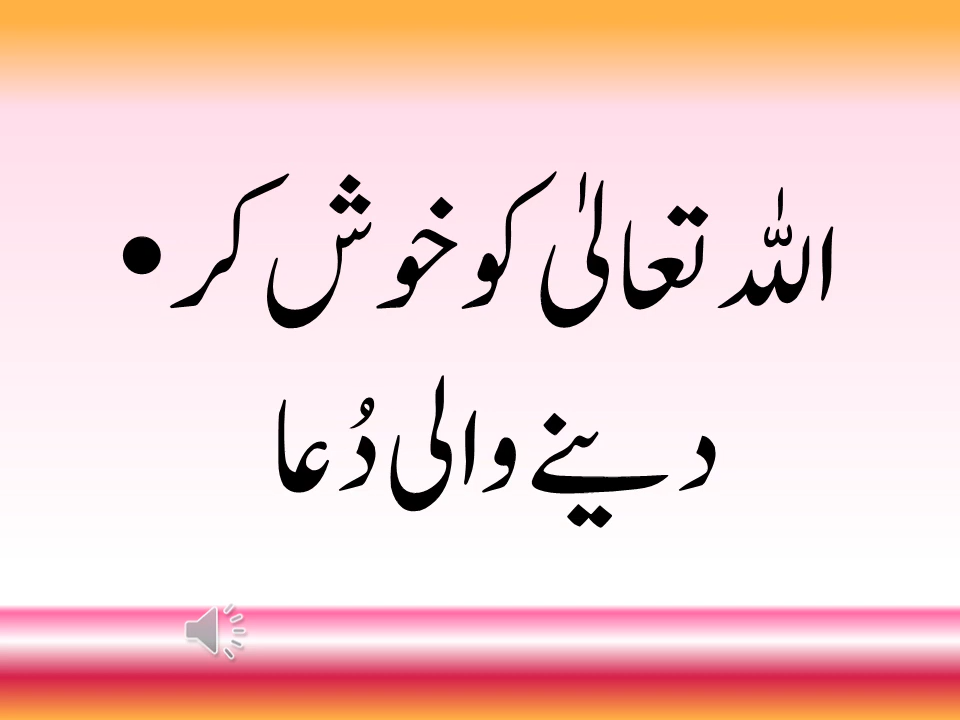 اللہ تعالیٰ کو خوش کر•
دینے والی دُعا